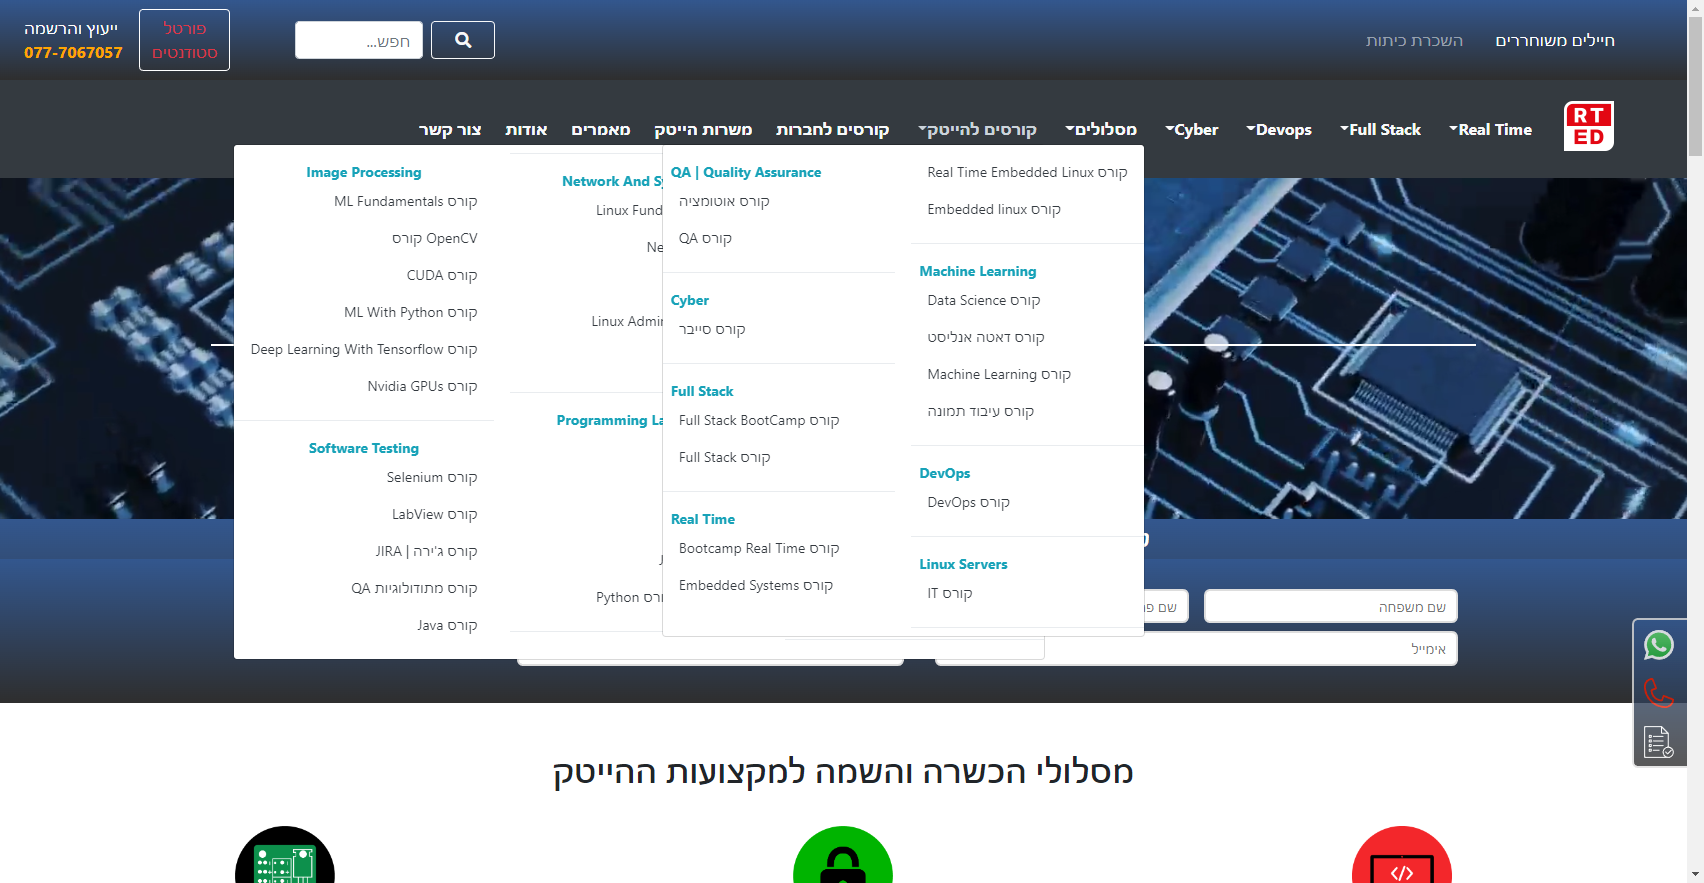 חיילים משוחררים
השכרת כיתות
חפש...
פורטל
סטודנטים
ייעוץ והרשמה
077-7067057
RT
ED
Real Time
Full Stack
Devops
Cyber
מסלולים
קורסים להייטק
קורסים לחברות
משרות הייטק
מאמרים
אודות
צור קשר
קורס Real Time Embedded Linux
קורס Embedded linux
Machine Learning
קורס Data Science
קורס דאטה אנליסט
קורס Machine Learning
קורס עיבוד תמונה
DevOps
קורס DevOps
Linux Servers
קורס IT
QA | Quality Assurance
קורס אוטומציה
קורס QA
Cyber
קורס סייבר
Full Stack
קורס Full Stack BootCamp
קורס Full Stack
Real Time
קורס Bootcamp Real Time
קורס Embedded Systems
Network And
Linux
Linux
Programming
קורס Python
Image Processing
קורס ML Fundamentals
OpenCV קורס
קורס CUDA
קורס ML With Python
קורס Deep Learning With Tensorflow
קורס Nvidia GPUs
Software Testing
קורס Selenium
קורס LabView
קורס ג'ירה | JIRA
קורס מתודולוגיות QA
קורס Java
שם משפחה
שם
אימייל
מסלולי הכשרה והשמה למקצועות ההייטק